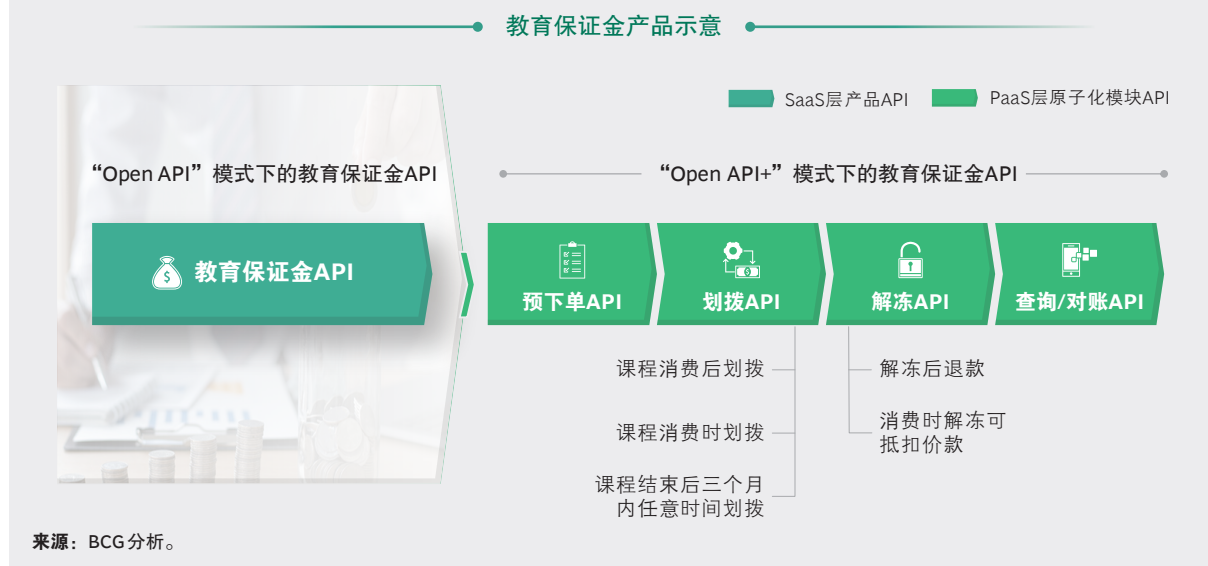 教育保证金产品示意
SaaS层产品API
PaaS层原子化模块API
“Open API”模式下的教育保证金API
“Open API+”模式下的教育保证金API
教育保证金API
预下单API
划拨API
解冻API
查询/对账API
课程消费后划拨
课程消费时划拨
课程结束后三个月
内任意时间划拨
解冻后退款
消费时解冻可
抵扣价款
来源：BCG分析。